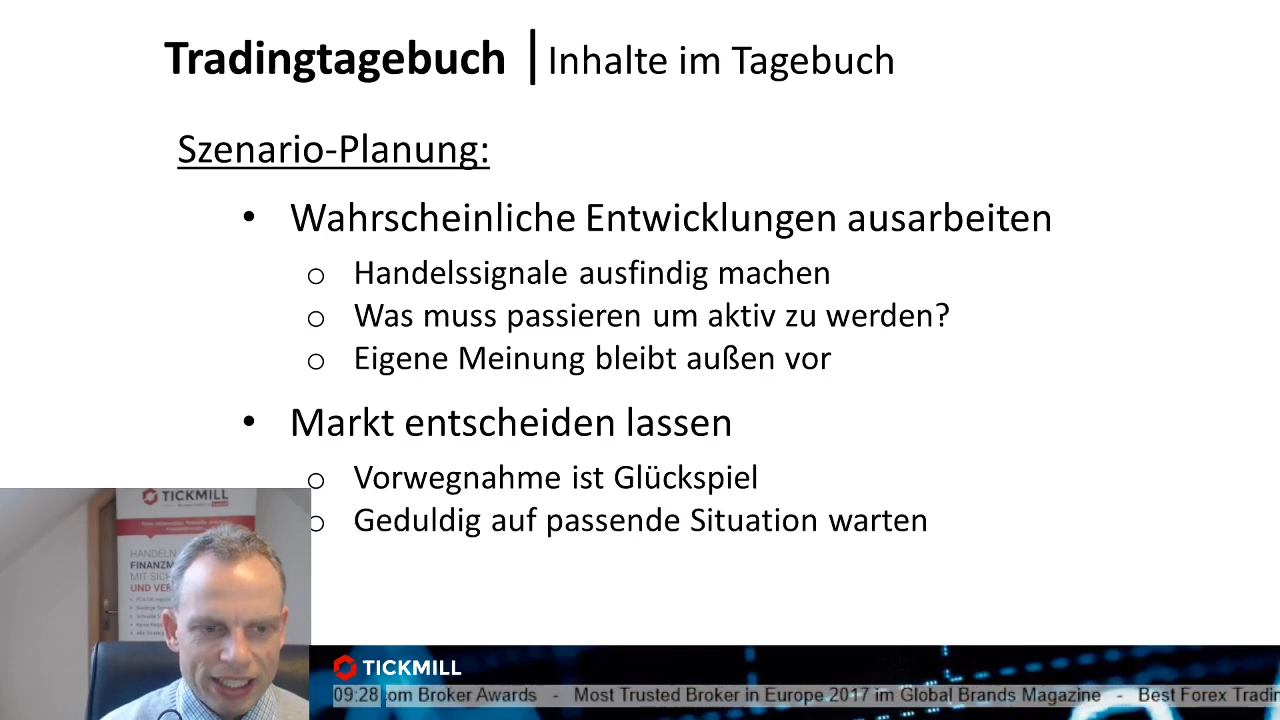 Tradingtagebuch | Inhalte im Tagebuch
Szenario-Planung:
• Wahrscheinliche Entwicklungen ausarbeiten
o Handelssignale ausfindig machen
o Was muss passieren um aktiv zu werden?
o Eigene Meinung bleibt außen vor
• Markt entscheiden lassen
o Vorwegnahme ist Glückspiel
o Geduldig auf passende Situation warten
TICKMILL
HANDELN
FINANZM
MIT SICH
UND VER
TICKMILL
09:28 com Broker Awards - Most Trusted Broker in Europe 2017 im Global Brands Magazine - Best Forex Tradin